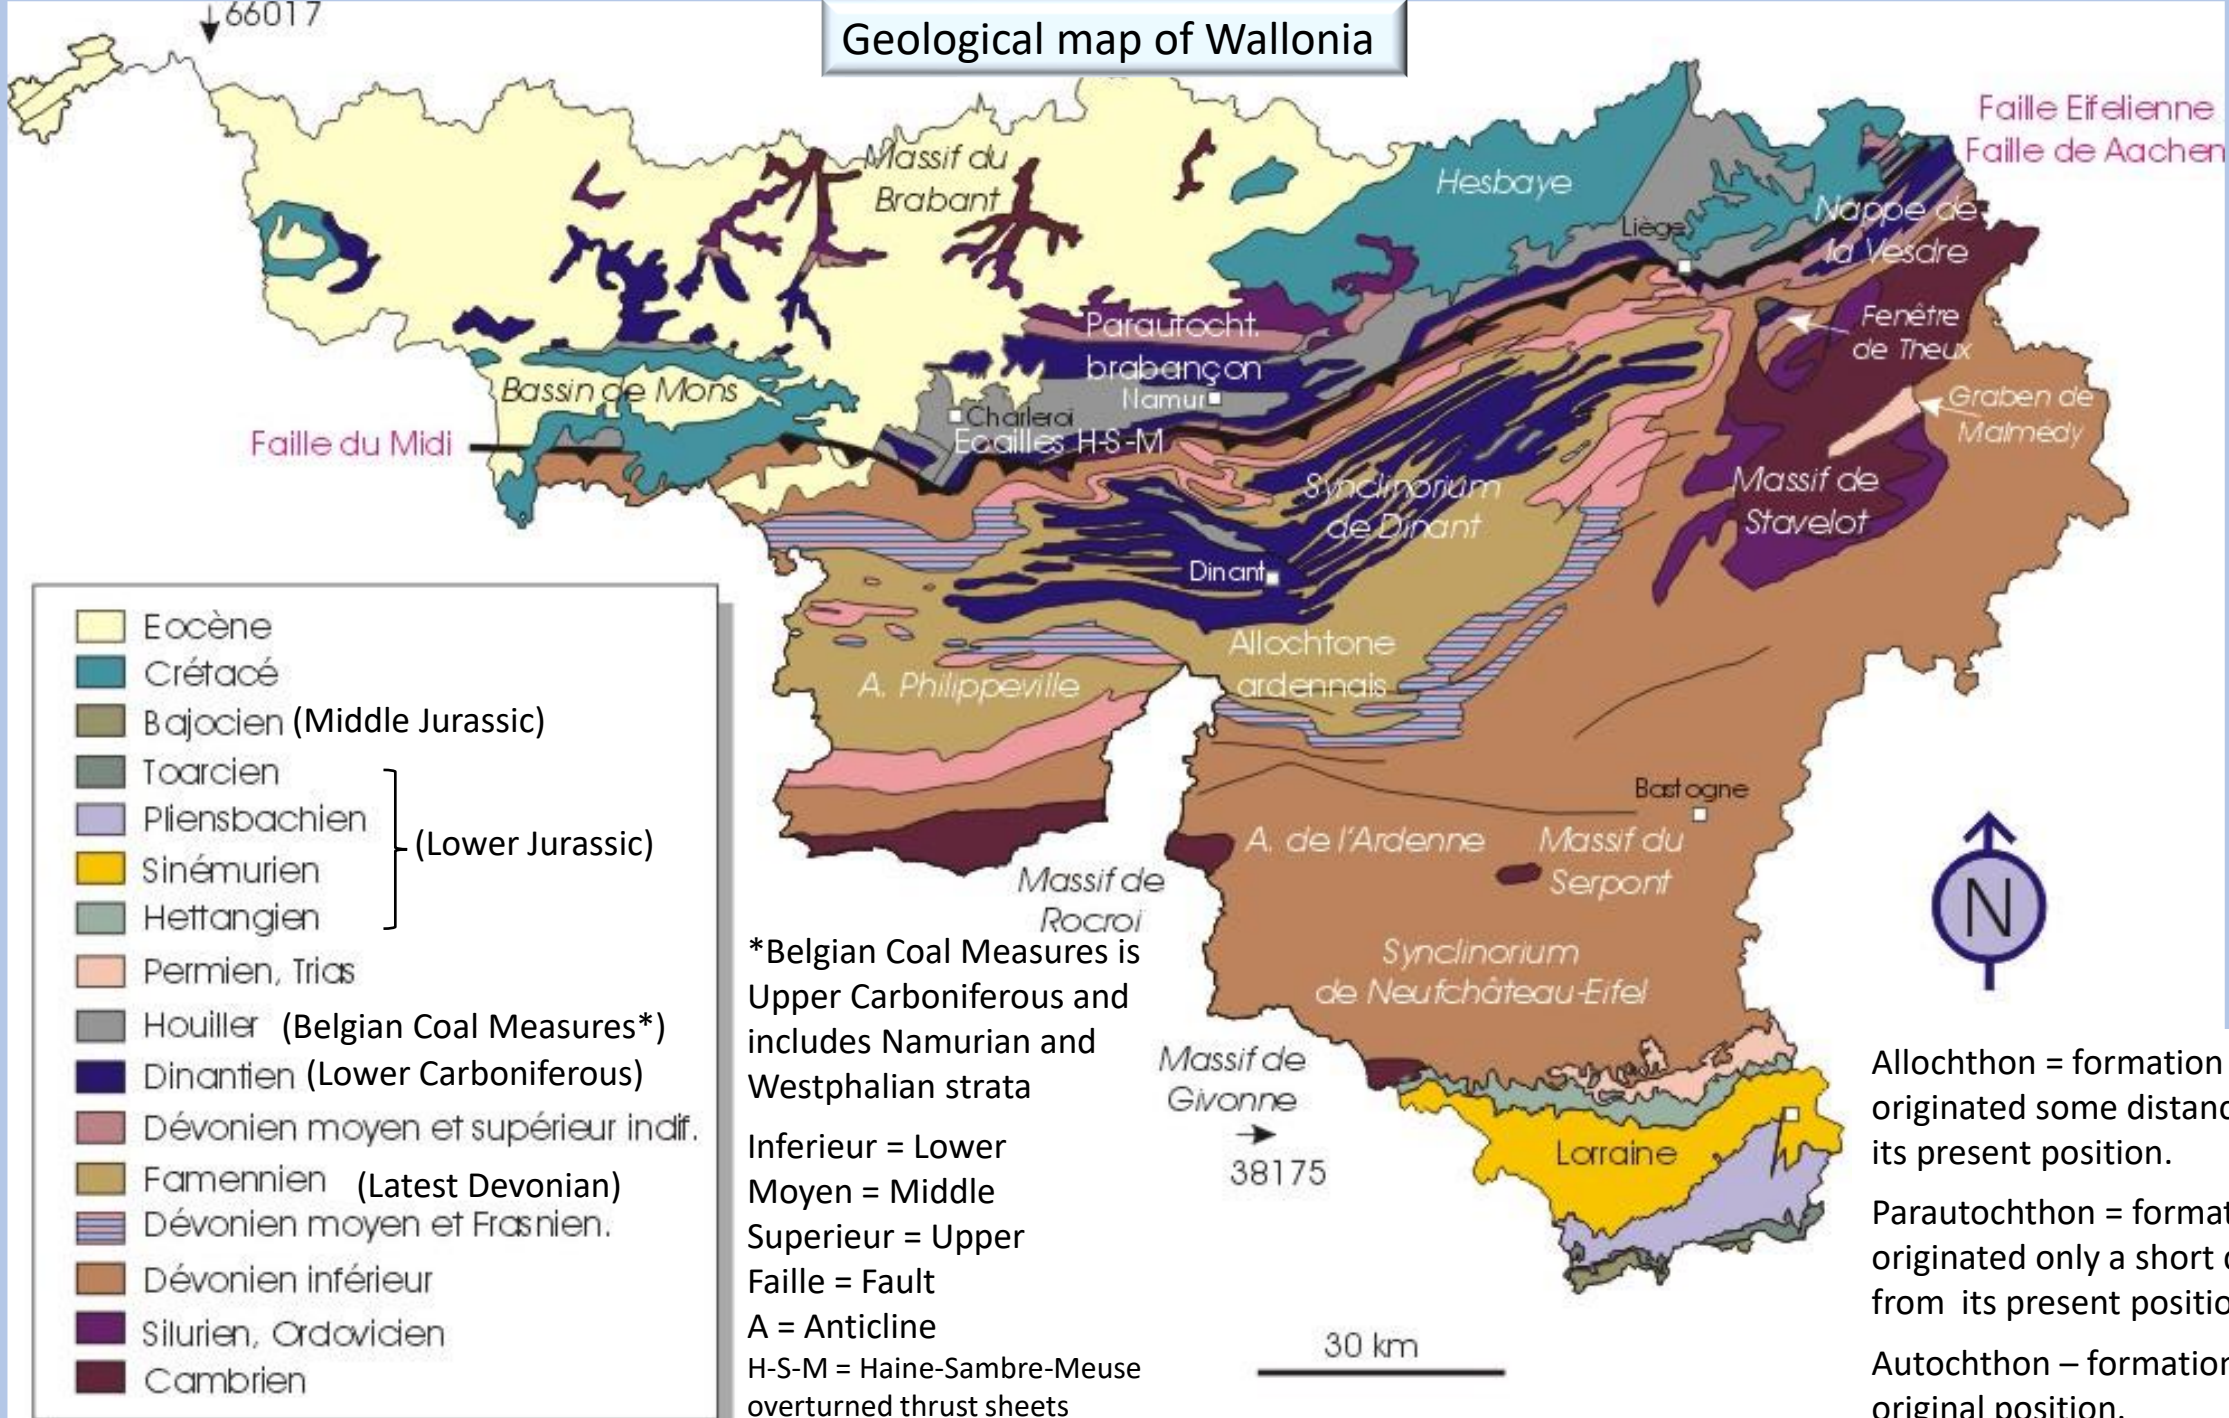 66017
Geological map of Wallonia
Faille Eifelienne
Faille de Aachen
Massif du
Brabant
Hesbaye
Liège
Nappe de
la Vesdre
Fenêtre
de Theux
Parautocht.
brabançon
Namur
Bassin de Mons
Charleroi
Ecailles H-S-M
Faille du Midi
Graben de
Malmédy
Massif de
Stavelot
Synclinorium
de Dinant
Dinant
Allochtone
ardennais
A. Philippeville
Bastogne
A. de l'Ardenne
Massif du
Serpont
Massif de
Rocroi
Synclinorium
de Neufchâteau-Eifel
Massif de
Givonne
38175
Lorraine
N
30 km
Eocène
Crétacé
Bajocien (Middle Jurassic)
Toarcien
Pliensbachien
(Lower Jurassic)
Sinémurien
Hettangien
Permien, Trias
Houiller (Belgian Coal Measures*)
Dinantien (Lower Carboniferous)
Dévonien moyen et supérieur indif.
Famennien (Latest Devonian)
Dévonien moyen et Frasnien.
Dévonien inférieur
Silurien, Ordovicien
Cambrien
*Belgian Coal Measures is
Upper Carboniferous and
includes Namurian and
Westphalian strata
Inferieur = Lower
Moyen = Middle
Superieur = Upper
Faille = Fault
A = Anticline
H-S-M = Haine-Sambre-Meuse
overturned thrust sheets
Allochthon = formation
originated some
its present position.
Parautochthon =
originated only a short
from its present
Autochthon – formation
original position.